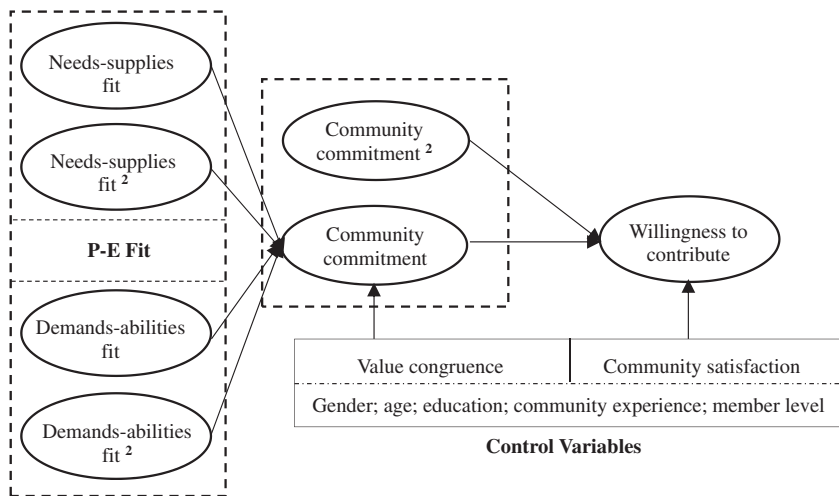 Needs-supplies
fit
Needs-supplies
fit ²
P-E Fit
Demands-abilities
fit
Demands-abilities
fit ²
Community
commitment ²
Community
commitment
Willingness to
contribute
Value congruence
Community satisfaction
Gender; age; education; community experience; member level
Control Variables